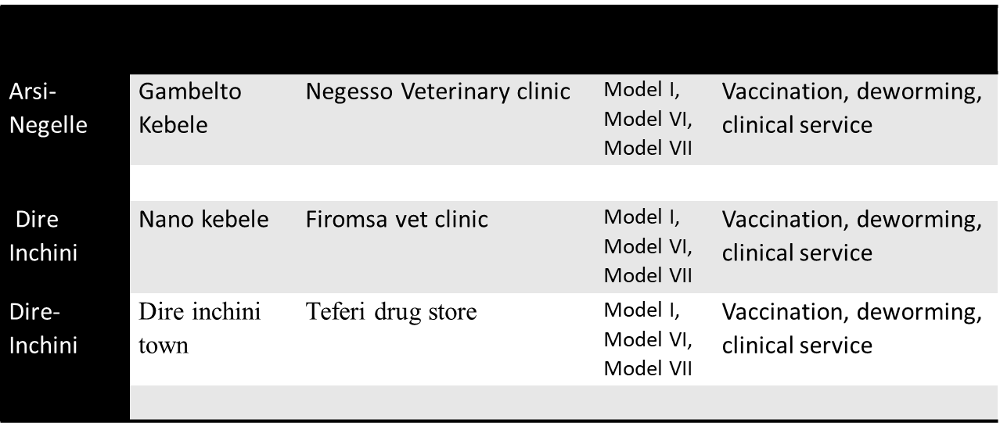 Arsi-
Negelle
Gambelto
Kebele
Negesso Veterinary clinic
Model I,
Model VI,
Model VII
Vaccination, deworming,
clinical service
Dire
Inchini
Nano kebele
Firomsa vet clinic
Model I,
Model VI,
Model VII
Vaccination, deworming,
clinical service
Dire-
Inchini
Dire inchini
town
Teferi drug store
Model I,
Model VI,
Model VII
Vaccination, deworming,
clinical service